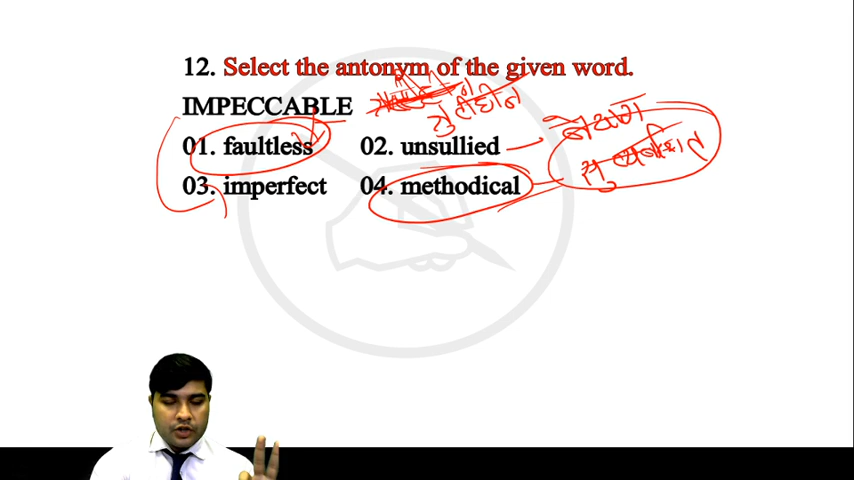 12. Select the antonym of the given word.
IMPECCABLE
01. faultless 02. unsullied
03. imperfect 04. methodical